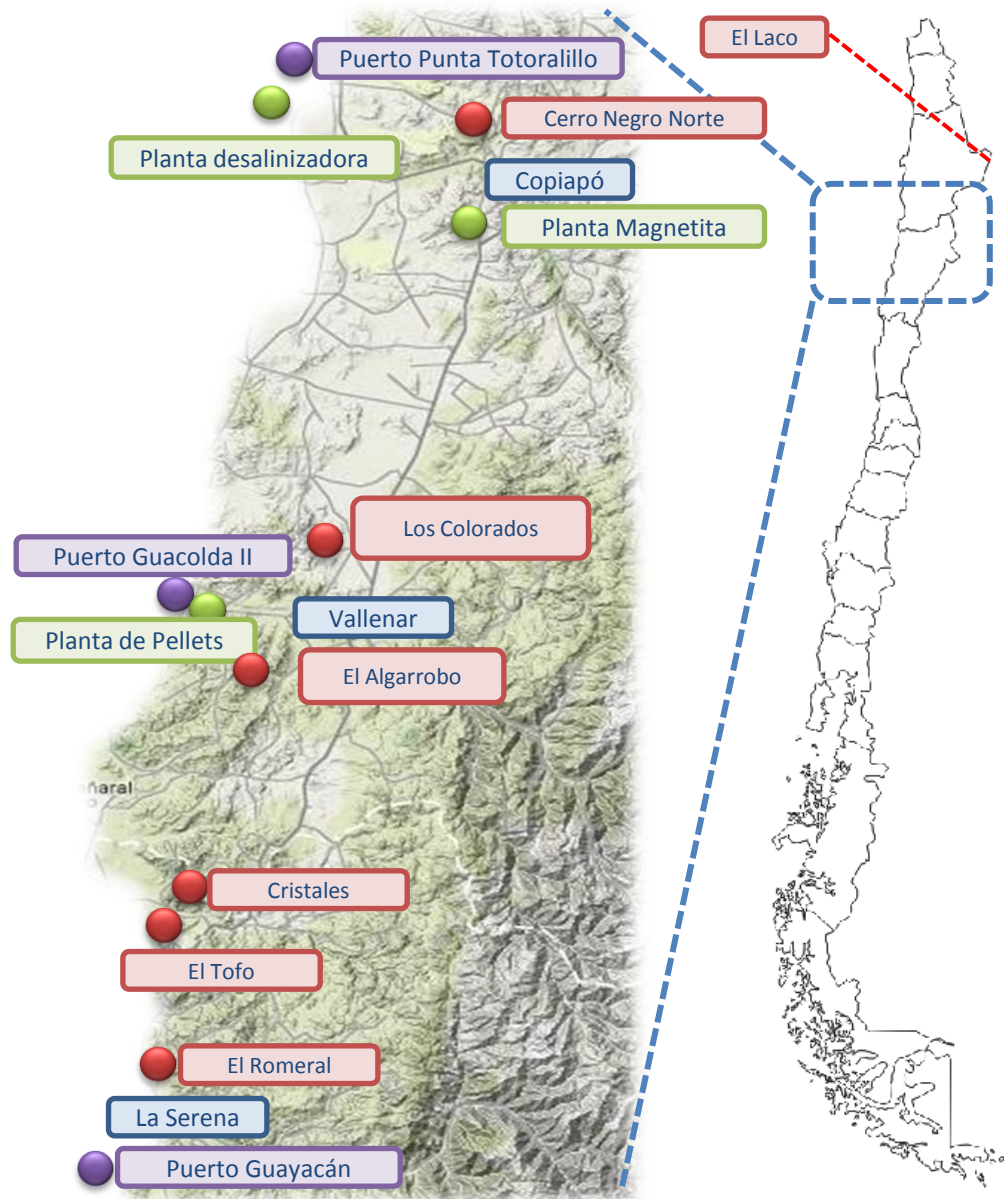 El Laco
Puerto Punta Totoralillo
Cerro Negro Norte
Planta desalinizadora
Copiapó
Planta Magnetita
Los Colorados
Puerto Guacolda II
Vallenar
Planta de Pellets
El Algarrobo
ñaral
Cristales
El Tofo
El Romeral
La Serena
Puerto Guayacán